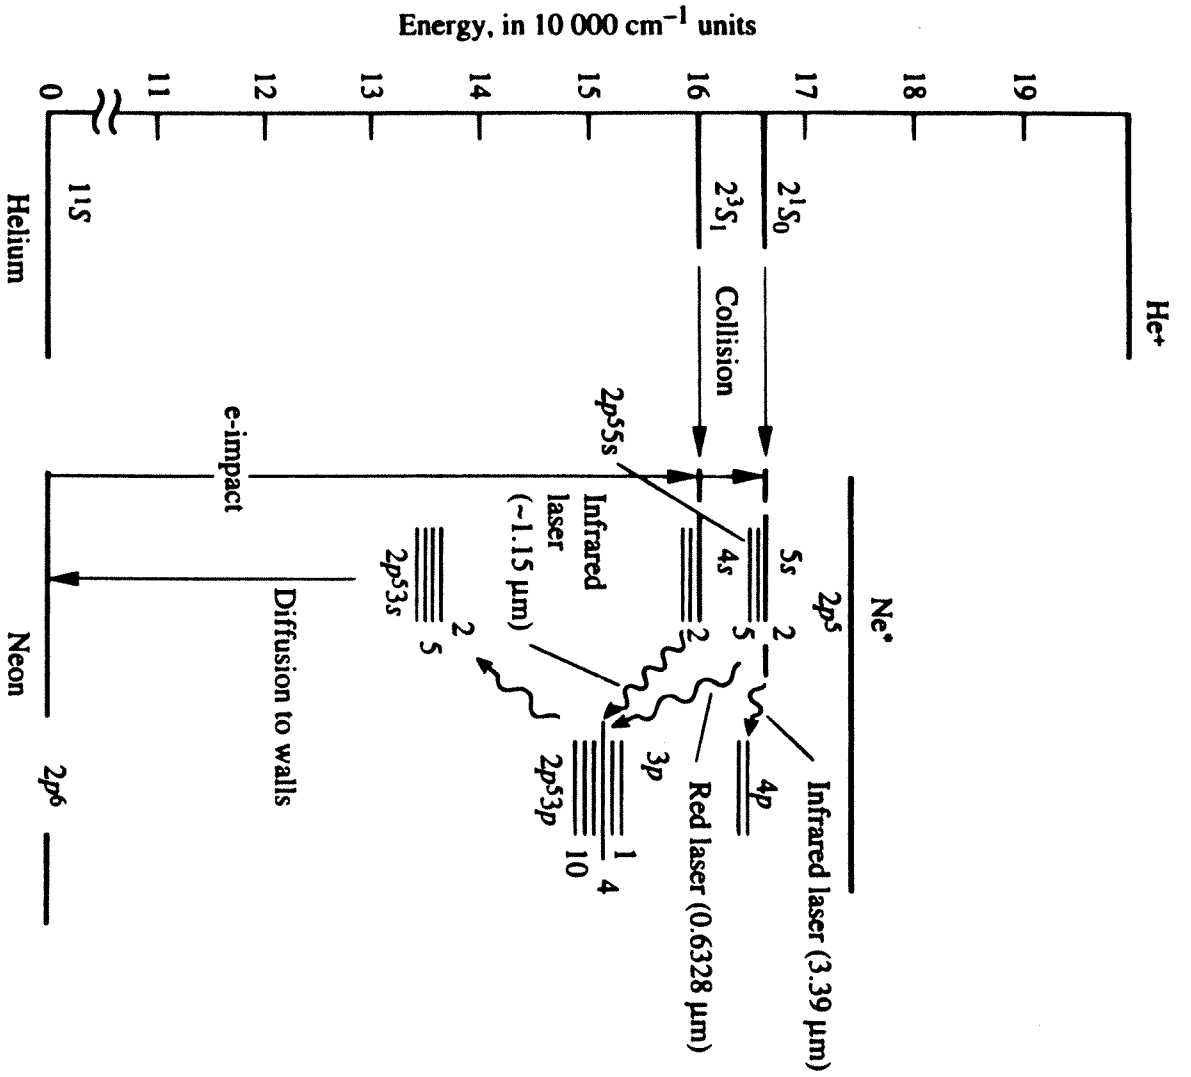 Energy, in 10 000 cm⁻¹ units
He⁺
19
18
17
16
15
14
13
12
11
0
2¹S₀
2³S₁
1¹S
Helium
Collision
e-impact
Ne*
2p⁵
5s
2
5
2p⁵5s
4s
2
Infrared
laser
(~1.15 μm)
2
5
2p⁵3s
Diffusion to walls
Neon
2p⁶
4p
3p
1
4
10
2p⁵3p
Infrared laser (3.39 μm)
Red laser (0.6328 μm)